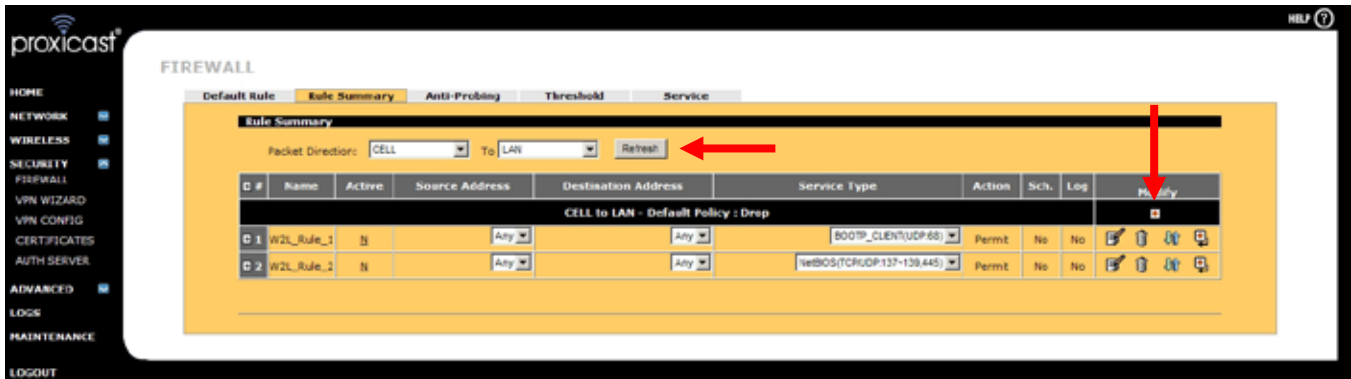 HELP ?
proxicast
FIREWALL
HOME
NETWORK
WIRELESS
SECURITY
FIREWALL
VPN WIZARD
VPN CONFIG
CERTIFICATES
AUTH SERVER
ADVANCED
LOGS
MAINTENANCE
LOGOUT
Default Rule Rule Summary Anti-Probing Threshold Service
Rule Summary
Packet Direction: CELL To LAN Refresh
# Name Active Source Address Destination Address Service Type Action Sch. Log Modify
CELL to LAN - Default Policy : Drop
1 W2L_Rule_1 N Any Any BOOTP_CLIENT(UDP:68) Permit No No
2 W2L_Rule_2 N Any Any NetBIOS(TCP/UDP:137~139,445) Permit No No